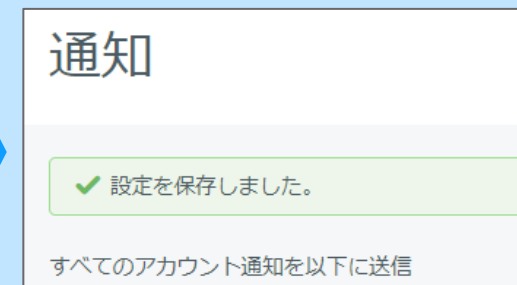 通知
設定を保存しました。
すべてのアカウント通知を以下に送信